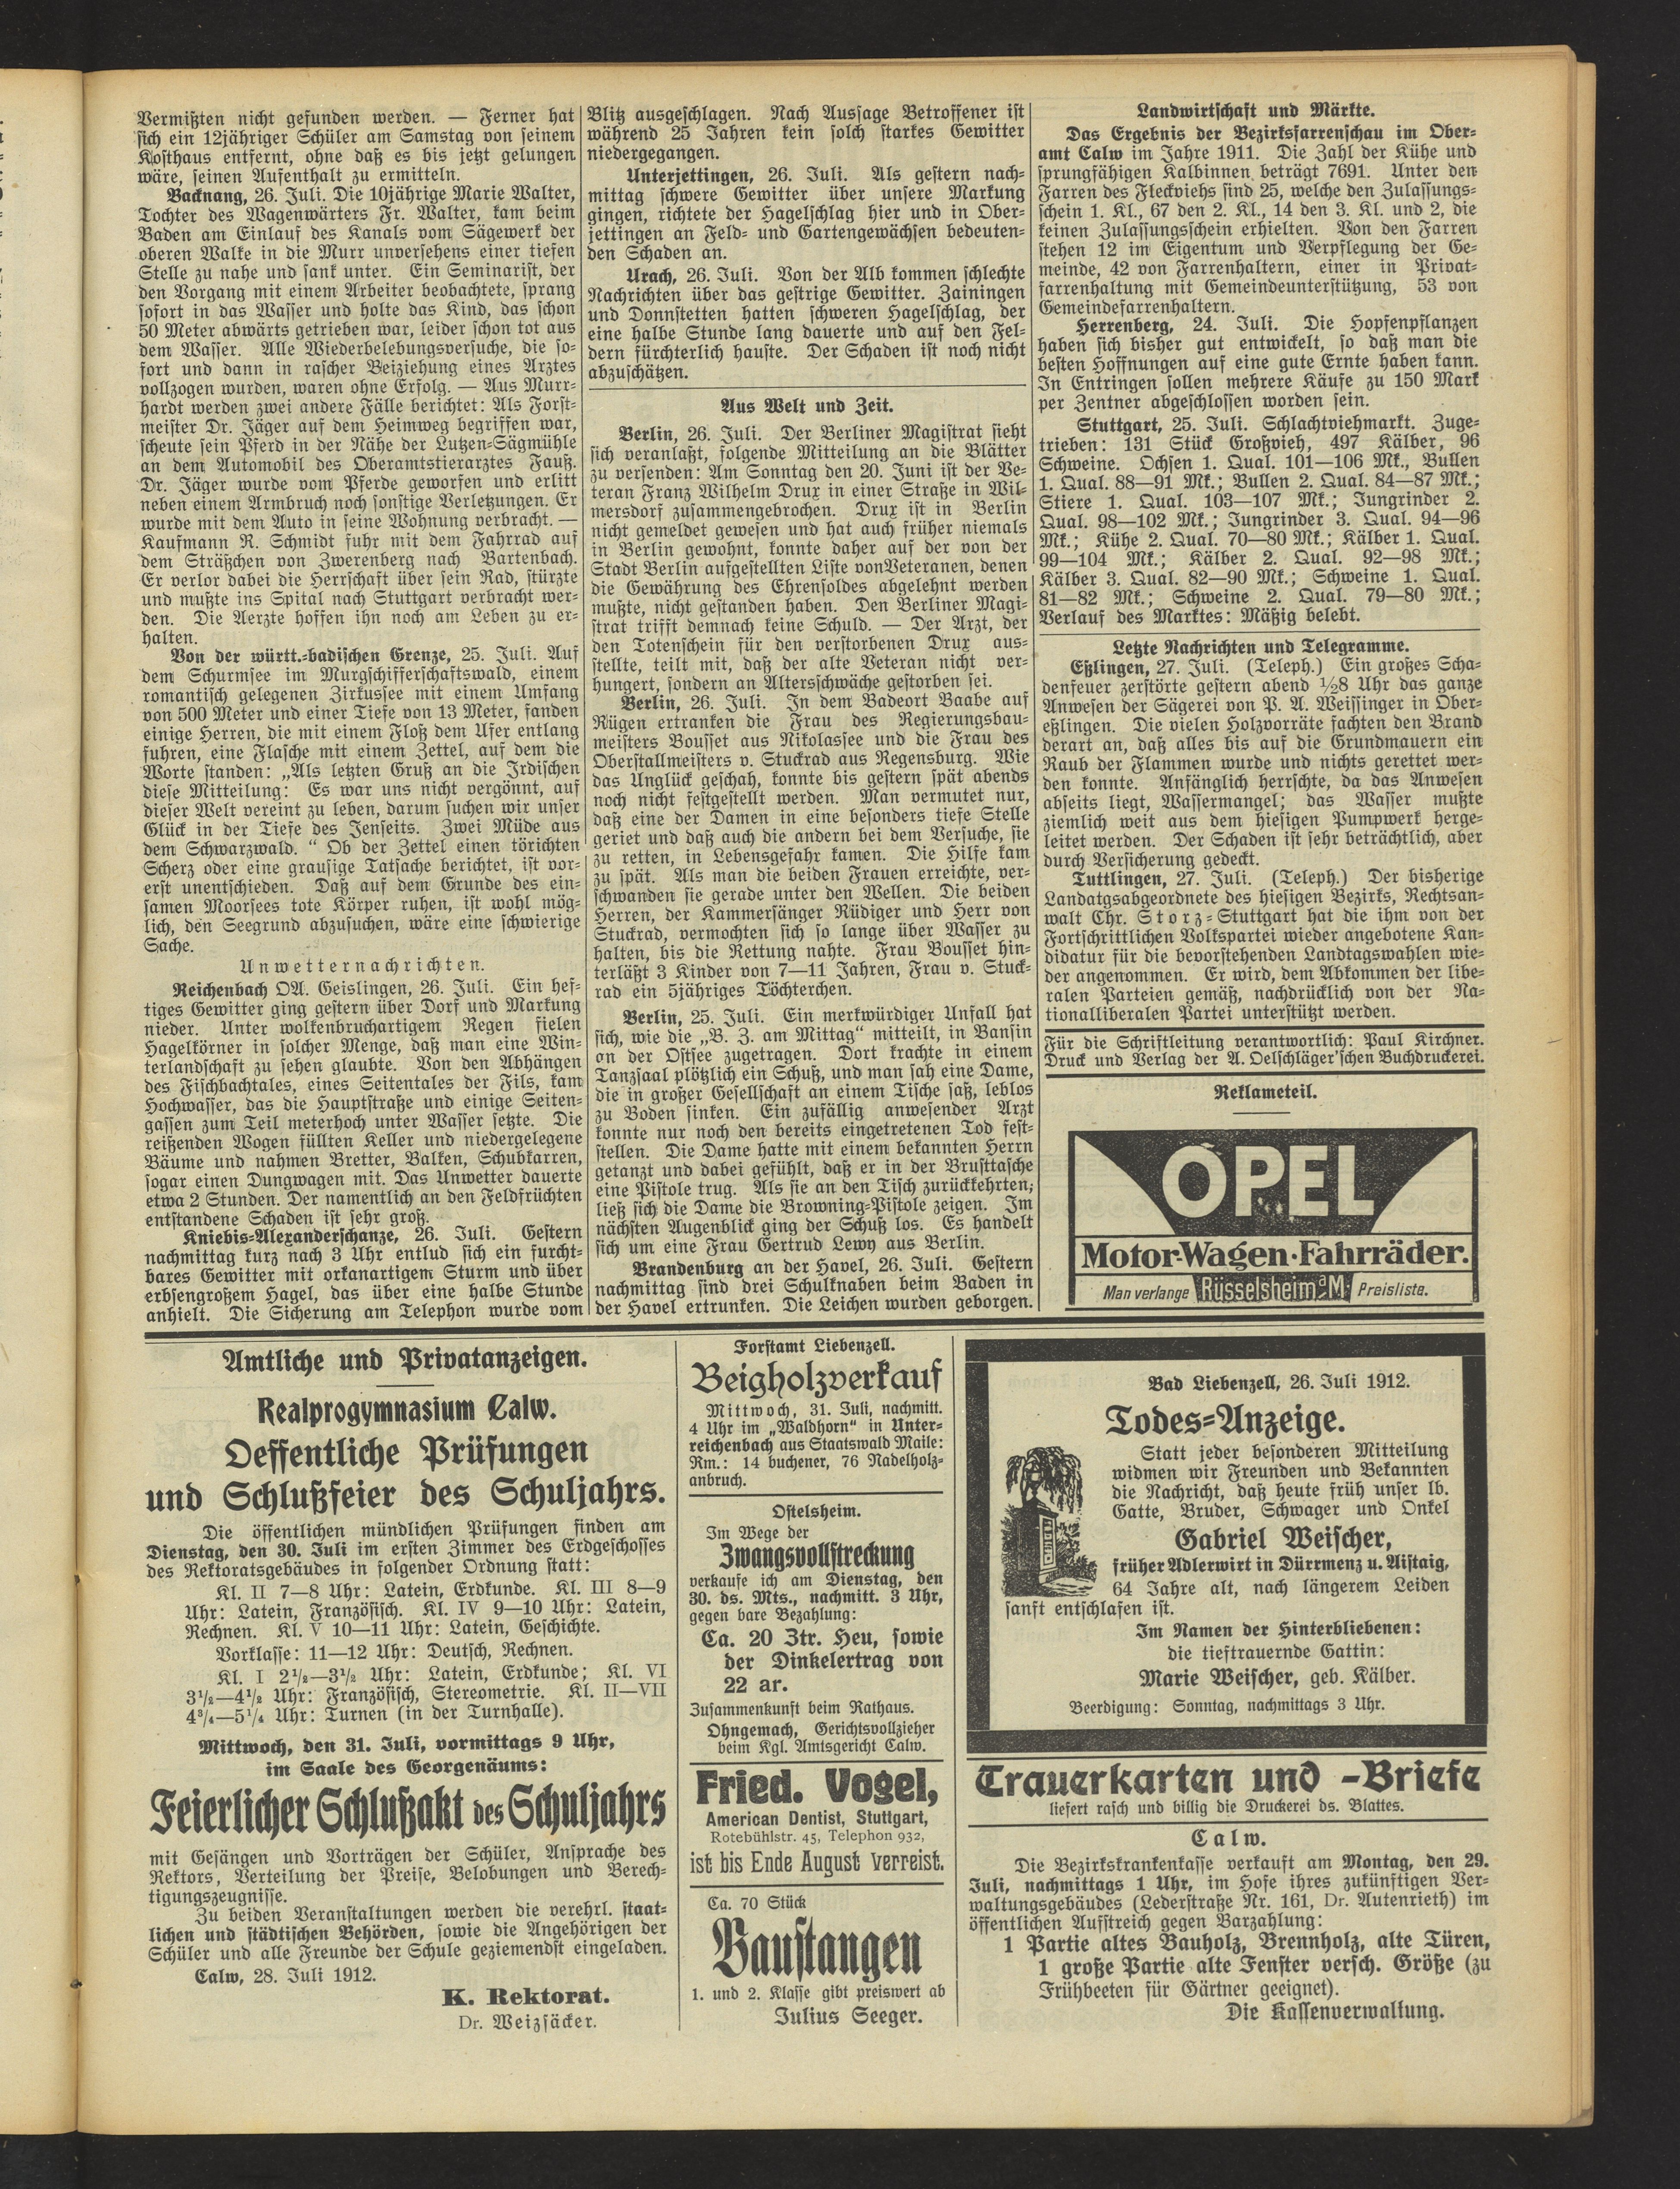 Vermißten nicht gefunden werden. — Ferner hat
sich ein 12jähriger Schüler am Samstag von seinem
Kosthaus entfernt, ohne daß es bis jetzt gelungen
wäre, seinen Aufenthalt zu ermitteln.
Backnang, 26. Juli. Die 10jährige Marie Walter,
Tochter des Wagenwärters Fr. Walter, kam beim
Baden am Einlauf des Kanals vom Sägewerk der
oberen Walke in die Murr unversehens einer tiefen
Stelle zu nahe und sank unter. Ein Seminarist, der
den Vorgang mit einem Arbeiter beobachtete, sprang
sofort in das Wasser und holte das Kind, das schon
50 Meter abwärts getrieben war, leider schon tot aus
dem Wasser. Alle Wiederbelebungsversuche, die so-
fort und dann in rascher Beiziehung eines Arztes
vollzogen wurden, waren ohne Erfolg. — Aus Murr-
hardt werden zwei andere Fälle berichtet: Als Forst-
meister Dr. Jäger auf dem Heimweg begriffen war,
scheute sein Pferd in der Nähe der Lutzen-Sägmühle
an dem Automobil des Oberamtstierarztes Fauß.
Dr. Jäger wurde vom Pferde geworfen und erlitt
neben einem Armbruch noch sonstige Verletzungen. Er
wurde mit dem Auto in seine Wohnung verbracht. —
Kaufmann R. Schmidt fuhr mit dem Fahrrad auf
dem Sträßchen von Zwerenberg nach Bartenbach.
Er verlor dabei die Herrschaft über sein Rad, stürzte
und mußte ins Spital nach Stuttgart verbracht wer-
den. Die Aerzte hoffen ihn noch am Leben zu er-
halten.
Von der württ.-badischen Grenze, 25. Juli. Auf
dem Schurmsee im Murgschifferschaftswald, einem
romantisch gelegenen Zirkussee mit einem Umfang
von 500 Meter und einer Tiefe von 13 Meter, fanden
einige Herren, die mit einem Floß dem Ufer entlang
fuhren, eine Flasche mit einem Zettel, auf dem die
Worte standen: „Als letzten Gruß an die Irdischen
diese Mitteilung: Es war uns nicht vergönnt, auf
dieser Welt vereint zu leben, darum suchen wir unser
Glück in der Tiefe des Jenseits. Zwei Müde aus
dem Schwarzwald. “ Ob der Zettel einen törichten
Scherz oder eine grausige Tatsache berichtet, ist vor-
erst unentschieden. Daß auf dem Grunde des ein-
samen Moorsees tote Körper ruhen, ist wohl mög-
lich, den Seegrund abzusuchen, wäre eine schwierige
Sache.
Unwetternachrichten.
Reichenbach OA. Geislingen, 26. Juli. Ein hef-
tiges Gewitter ging gestern über Dorf und Markung
nieder. Unter wolkenbruchartigem Regen fielen
Hagelkörner in solcher Menge, daß man eine Win-
terlandschaft zu sehen glaubte. Von den Abhängen
des Fischbachtales, eines Seitentales der Fils, kam
Hochwasser, das die Hauptstraße und einige Seiten-
gassen zum Teil meterhoch unter Wasser setzte. Die
reißenden Wogen füllten Keller und niedergelegene
Bäume und nahmen Bretter, Balken, Schubkarren,
sogar einen Dungwagen mit. Das Unwetter dauerte
etwa 2 Stunden. Der namentlich an den Feldfrüchten
entstandene Schaden ist sehr groß.
Kniebis-Alexanderschanze, 26. Juli. Gestern
nachmittag kurz nach 3 Uhr entlud sich ein furcht-
bares Gewitter mit orkanartigem Sturm und über
erbsengroßem Hagel, das über eine halbe Stunde
anhielt. Die Sicherung am Telephon wurde vom
Blitz ausgeschlagen. Nach Aussage Betroffener ist
während 25 Jahren kein solch starkes Gewitter
niedergegangen.
Unterjettingen, 26. Juli. Als gestern nach-
mittag schwere Gewitter über unsere Markung
gingen, richtete der Hagelschlag hier und in Ober-
jettingen an Feld- und Gartengewächsen bedeuten-
den Schaden an.
Urach, 26. Juli. Von der Alb kommen schlechte
Nachrichten über das gestrige Gewitter. Zainingen
und Donnstetten hatten schweren Hagelschlag, der
eine halbe Stunde lang dauerte und auf den Fel-
dern fürchterlich hauste. Der Schaden ist noch nicht
abzuschätzen.
Aus Welt und Zeit.
Berlin, 26. Juli. Der Berliner Magistrat sieht
sich veranlaßt, folgende Mitteilung an die Blätter
zu versenden: Am Sonntag den 20. Juni ist der Ve-
teran Franz Wilhelm Drux in einer Straße in Wil-
mersdorf zusammengebrochen. Drux ist in Berlin
nicht gemeldet gewesen und hat auch früher niemals
in Berlin gewohnt, konnte daher auf der von der
Stadt Berlin aufgestellten Liste vonVeteranen, denen
die Gewährung des Ehrensoldes abgelehnt werden
mußte, nicht gestanden haben. Den Berliner Magi-
strat trifft demnach keine Schuld. — Der Arzt, der
den Totenschein für den verstorbenen Drux aus-
stellte, teilt mit, daß der alte Veteran nicht ver-
hungert, sondern an Altersschwäche gestorben sei.
Berlin, 26. Juli. In dem Badeort Baabe auf
Rügen ertranken die Frau des Regierungsbau-
meisters Bousset aus Nikolassee und die Frau des
Oberstallmeisters v. Stuckrad aus Regensburg. Wie
das Unglück geschah, konnte bis gestern spät abends
noch nicht festgestellt werden. Man vermutet nur,
daß eine der Damen in eine besonders tiefe Stelle
geriet und daß auch die andern bei dem Versuche, sie
zu retten, in Lebensgefahr kamen. Die Hilfe kam
zu spät. Als man die beiden Frauen erreichte, ver-
schwanden sie gerade unter den Wellen. Die beiden
Herren, der Kammersänger Rüdiger und Herr von
Stuckrad, vermochten sich so lange über Wasser zu
halten, bis die Rettung nahte. Frau Bousset hin-
terläßt 3 Kinder von 7—11 Jahren, Frau v. Stuck-
rad ein 5jähriges Töchterchen.
Berlin, 25. Juli. Ein merkwürdiger Unfall hat
sich, wie die „B. Z. am Mittag“ mitteilt, in Bansin
an der Ostsee zugetragen. Dort krachte in einem
Tanzsaal plötzlich ein Schuß, und man sah eine Dame,
die in großer Gesellschaft an einem Tische saß, leblos
zu Boden sinken. Ein zufällig anwesender Arzt
konnte nur noch den bereits eingetretenen Tod fest-
stellen. Die Dame hatte mit einem bekannten Herrn
getanzt und dabei gefühlt, daß er in der Brusttasche
eine Pistole trug. Als sie an den Tisch zurückkehrten,
ließ sich die Dame die Browning-Pistole zeigen. Im
nächsten Augenblick ging der Schuß los. Es handelt
sich um eine Frau Gertrud Lewy aus Berlin.
Brandenburg an der Havel, 26. Juli. Gestern
nachmittag sind drei Schulknaben beim Baden in
der Havel ertrunken. Die Leichen wurden geborgen.
Landwirtschaft und Märkte.
Das Ergebnis der Bezirksfarrenschau im Ober-
amt Calw im Jahre 1911. Die Zahl der Kühe und
sprungfähigen Kalbinnen beträgt 7691. Unter den
Farren des Fleckviehs sind 25, welche den Zulassungs-
schein 1. Kl., 67 den 2. Kl., 14 den 3. Kl. und 2, die
keinen Zulassungsschein erhielten. Von den Farren
stehen 12 im Eigentum und Verpflegung der Ge-
meinde, 42 von Farrenhaltern, einer in Privat-
farrenhaltung mit Gemeindeunterstützung, 53 von
Gemeindefarrenhaltern.
Herrenberg, 24. Juli. Die Hopfenpflanzen
haben sich bisher gut entwickelt, so daß man die
besten Hoffnungen auf eine gute Ernte haben kann.
In Entringen sollen mehrere Käufe zu 150 Mark
per Zentner abgeschlossen worden sein.
Stuttgart, 25. Juli. Schlachtviehmarkt. Zuge-
trieben: 131 Stück Großvieh, 497 Kälber, 96
Schweine. Ochsen 1. Qual. 101—106 Mk., Bullen
1. Qual. 88—91 Mk.; Bullen 2. Qual. 84—87 Mk.;
Stiere 1. Qual. 103—107 Mk.; Jungrinder 2.
Qual. 98—102 Mk.; Jungrinder 3. Qual. 94—96
Mk.; Kühe 2. Qual. 70—80 Mk.; Kälber 1. Qual.
99—104 Mk.; Kälber 2. Qual. 92—98 Mk.;
Kälber 3. Qual. 82—90 Mk.; Schweine 1. Qual.
81—82 Mk.; Schweine 2. Qual. 79—80 Mk.;
Verlauf des Marktes: Mäßig belebt.
Letzte Nachrichten und Telegramme.
Eßlingen, 27. Juli. (Teleph.) Ein großes Scha-
denfeuer zerstörte gestern abend ½8 Uhr das ganze
Anwesen der Sägerei von P. A. Weissinger in Ober-
eßlingen. Die vielen Holzvorräte fachten den Brand
derart an, daß alles bis auf die Grundmauern ein
Raub der Flammen wurde und nichts gerettet wer-
den konnte. Anfänglich herrschte, da das Anwesen
abseits liegt, Wassermangel; das Wasser mußte
ziemlich weit aus dem hiesigen Pumpwerk herge-
leitet werden. Der Schaden ist sehr beträchtlich, aber
durch Versicherung gedeckt.
Tuttlingen, 27. Juli. (Teleph.) Der bisherige
Landatgsabgeordnete des hiesigen Bezirks, Rechtsan-
walt Chr. Storz-Stuttgart hat die ihm von der
Fortschrittlichen Volkspartei wieder angebotene Kan-
didatur für die bevorstehenden Landtagswahlen wie-
der angenommen. Er wird, dem Abkommen der libe-
ralen Parteien gemäß, nachdrücklich von der Na-
tionalliberalen Partei unterstützt werden.
Für die Schriftleitung verantwortlich: Paul Kirchner.
Druck und Verlag der A. Oelschläger'schen Buchdruckerei.
Reklameteil.
OPEL
Motor-Wagen·Fahrräder.
Man verlange Rüsselsheim a M· Preisliste.
Amtliche und Privatanzeigen.
Realprogymnasium Calw.
Oeffentliche Prüfungen
und Schlußfeier des Schuljahrs.
Die öffentlichen mündlichen Prüfungen finden am
Dienstag, den 30. Juli im ersten Zimmer des Erdgeschosses
des Rektoratsgebäudes in folgender Ordnung statt:
Kl. II 7—8 Uhr: Latein, Erdkunde. Kl. III 8—9
Uhr: Latein, Französisch. Kl. IV 9—10 Uhr: Latein,
Rechnen. Kl. V 10—11 Uhr: Latein, Geschichte.
Vorklasse: 11—12 Uhr: Deutsch, Rechnen.
Kl. I 2½—3½ Uhr: Latein, Erdkunde; Kl. VI
3½—4½ Uhr: Französisch, Stereometrie. Kl. II—VII
4¾—5¼ Uhr: Turnen (in der Turnhalle).
Mittwoch, den 31. Juli, vormittags 9 Uhr,
im Saale des Georgenäums:
Feierlicher Schlußakt des Schuljahrs
mit Gesängen und Vorträgen der Schüler, Ansprache des
Rektors, Verteilung der Preise, Belobungen und Berech-
tigungszeugnisse.
Zu beiden Veranstaltungen werden die verehrl. staat-
lichen und städtischen Behörden, sowie die Angehörigen der
Schüler und alle Freunde der Schule geziemendst eingeladen.
Calw, 28. Juli 1912.
K. Rektorat.
Dr. Weizsäcker.
Forstamt Liebenzell.
Beigholzverkauf
Mittwoch, 31. Juli, nachmitt.
4 Uhr im „Waldhorn“ in Unter-
reichenbach aus Staatswald Maile:
Rm.: 14 buchener, 76 Nadelholz-
anbruch.
Ostelsheim.
Im Wege der
Zwangsvollstreckung
verkaufe ich am Dienstag, den
30. ds. Mts., nachmitt. 3 Uhr,
gegen bare Bezahlung:
Ca. 20 Ztr. Heu, sowie
der Dinkelertrag von
22 ar.
Zusammenkunft beim Rathaus.
Ohngemach, Gerichtsvollzieher
beim Kgl. Amtsgericht Calw.
Fried. Vogel,
American Dentist, Stuttgart,
Rotebühlstr. 45, Telephon 932,
ist bis Ende August verreist.
Ca. 70 Stück
Baustangen
1. und 2. Klasse gibt preiswert ab
Julius Seeger.
Bad Liebenzell, 26. Juli 1912.
Todes-Anzeige.
Statt jeder besonderen Mitteilung
widmen wir Freunden und Bekannten
die Nachricht, daß heute früh unser lb.
Gatte, Bruder, Schwager und Onkel
Gabriel Weischer,
früher Adlerwirt in Dürrmenz u. Aistaig,
64 Jahre alt, nach längerem Leiden
sanft entschlafen ist.
Im Namen der Hinterbliebenen:
die tieftrauernde Gattin:
Marie Weischer, geb. Kälber.
Beerdigung: Sonntag, nachmittags 3 Uhr.
Trauerkarten und -Briefe
liefert rasch und billig die Druckerei ds. Blattes.
Calw.
Die Bezirkskrankenkasse verkauft am Montag, den 29.
Juli, nachmittags 1 Uhr, im Hofe ihres zukünftigen Ver-
waltungsgebäudes (Lederstraße Nr. 161, Dr. Autenrieth) im
öffentlichen Aufstreich gegen Barzahlung:
1 Partie altes Bauholz, Brennholz, alte Türen,
1 große Partie alte Fenster versch. Größe (zu
Frühbeeten für Gärtner geeignet).
Die Kassenverwaltung.